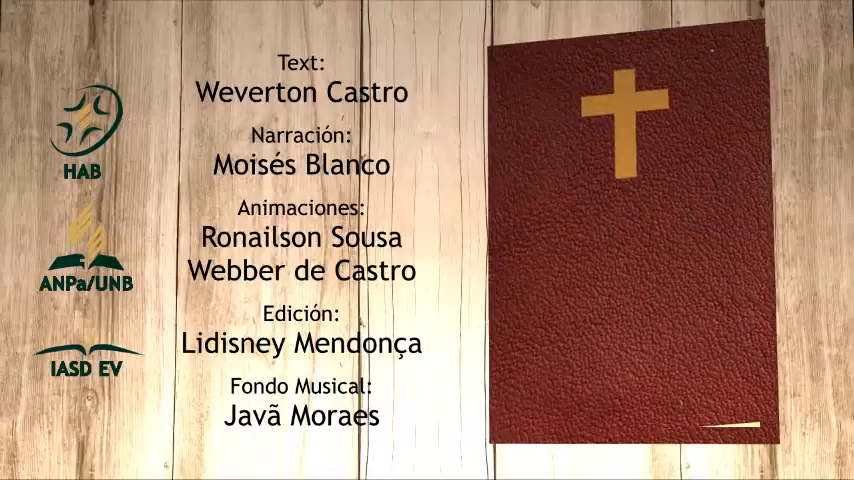 HAB
ANPa/UNB
IASD EV
Text:
Weverton Castro
Narración:
Moisés Blanco
Animaciones:
Ronailson Sousa
Webber de Castro
Edición:
Lidisney Mendonça
Fondo Musical:
Javã Moraes